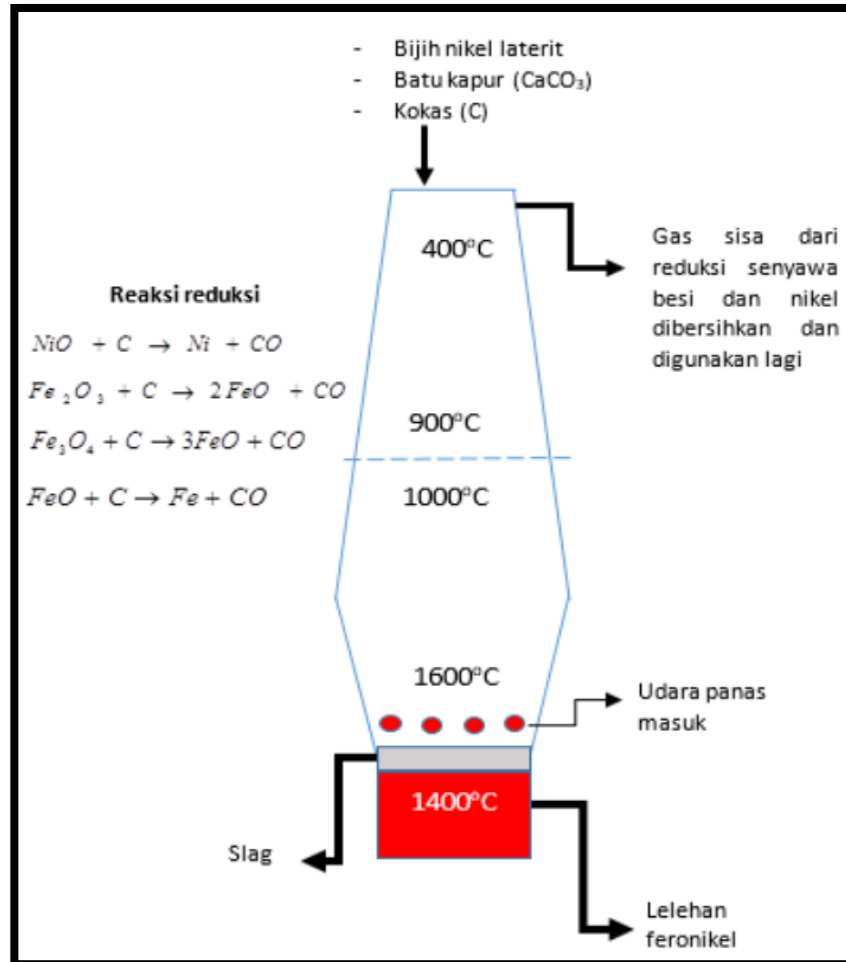 - Bijih nikel laterit
- Batu kapur (CaCO₃)
- Kokas (C)
400°C
Gas sisa dari
reduksi senyawa
besi dan nikel
dibersihkan dan
digunakan lagi
Reaksi reduksi
NiO + C → Ni + CO
Fe₂O₃ + C → 2FeO + CO
Fe₃O₄ + C → 3FeO + CO
FeO + C → Fe + CO
900°C
1000°C
1600°C
Udara panas
masuk
1400°C
Slag
Lelehan
feronikel